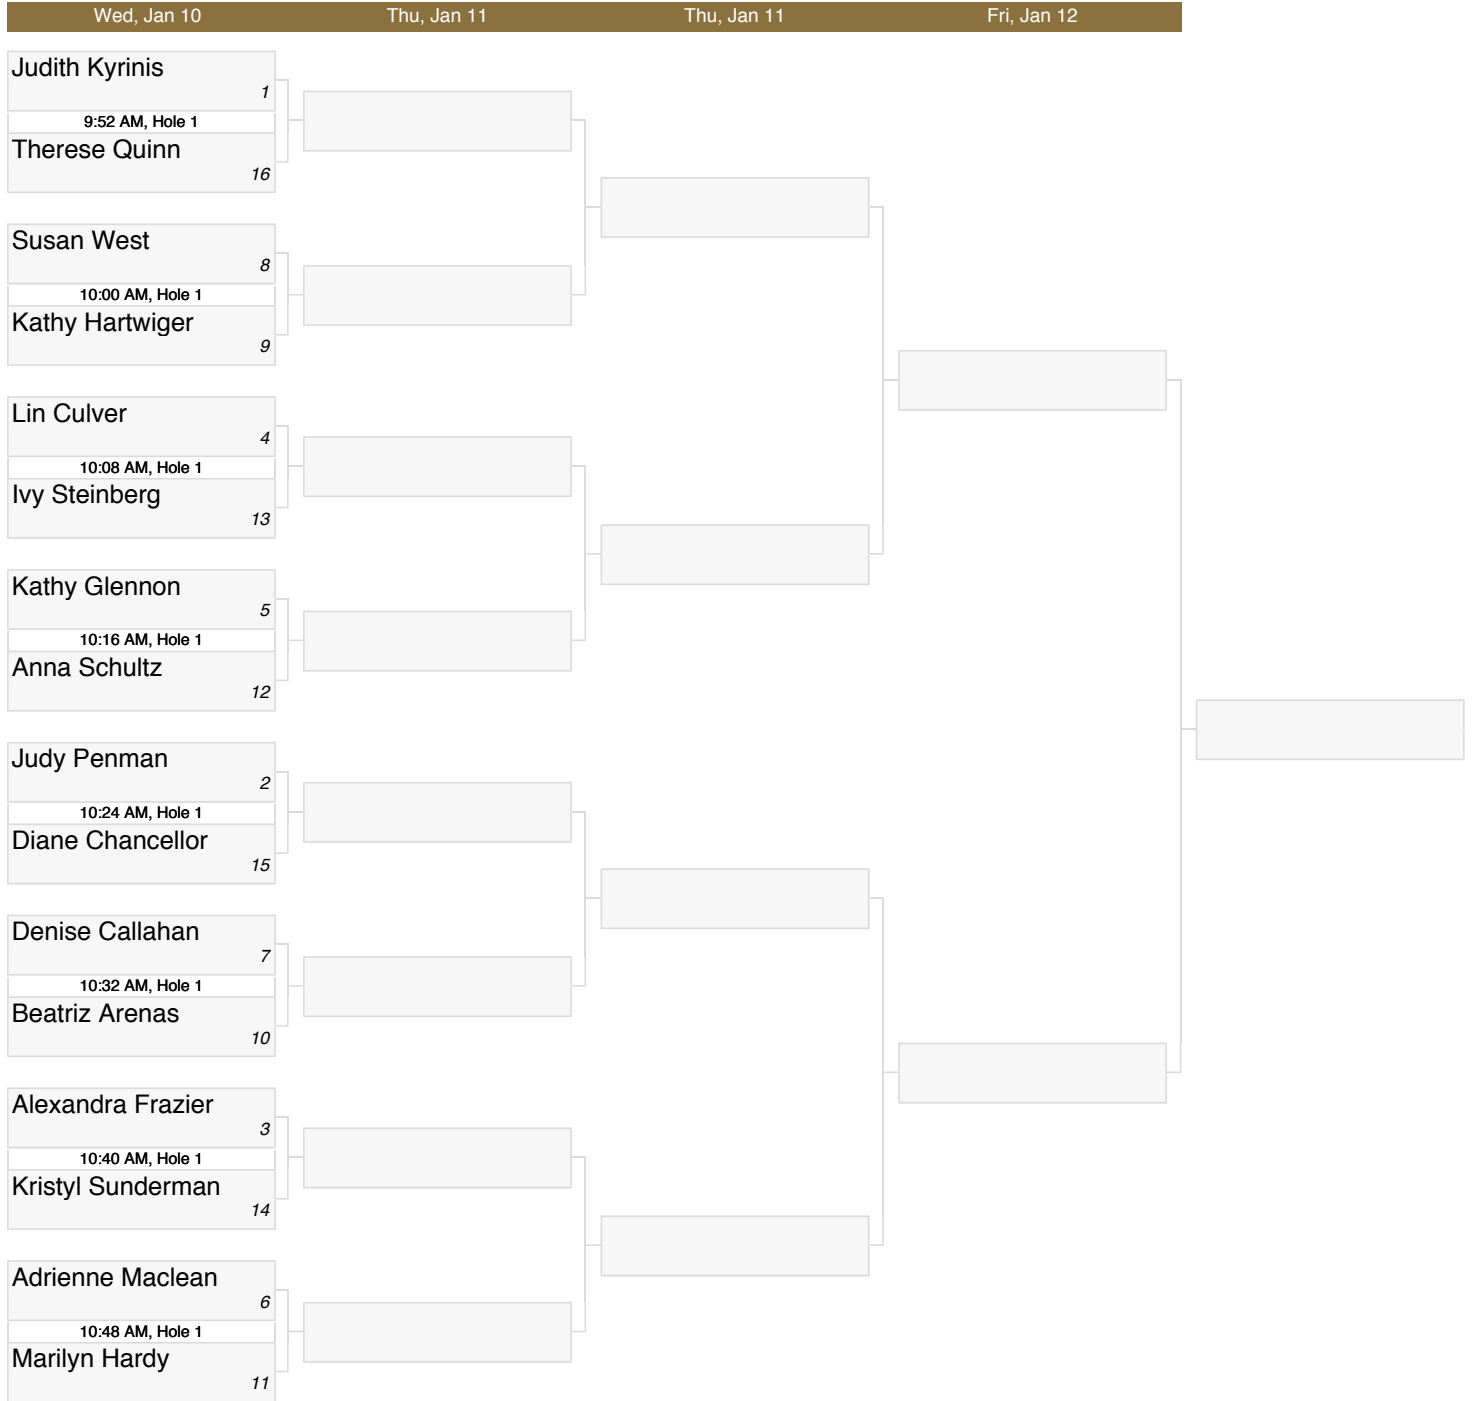 Wed, Jan 10 Thu, Jan 11 Thu, Jan 11 Fri, Jan 12
Judith Kyrinis
1
9:52 AM, Hole 1
Therese Quinn
16
Susan West
8
10:00 AM, Hole 1
Kathy Hartwiger
9
Lin Culver
4
10:08 AM, Hole 1
Ivy Steinberg
13
Kathy Glennon
5
10:16 AM, Hole 1
Anna Schultz
12
Judy Penman
2
10:24 AM, Hole 1
Diane Chancellor
15
Denise Callahan
7
10:32 AM, Hole 1
Beatriz Arenas
10
Alexandra Frazier
3
10:40 AM, Hole 1
Kristyl Sunderman
14
Adrienne Maclean
6
10:48 AM, Hole 1
Marilyn Hardy
11